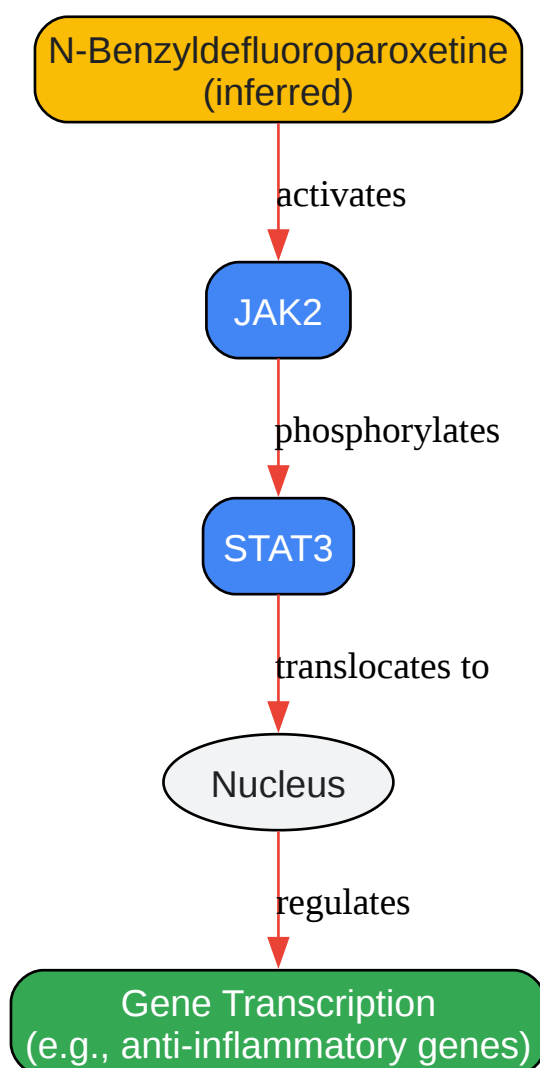 N-Benzyldefluoroparoxetine
(inferred)
activates
JAK2
phosphorylates
STAT3
translocates to
Nucleus
regulates
Gene Transcription
(e.g., anti-inflammatory genes)